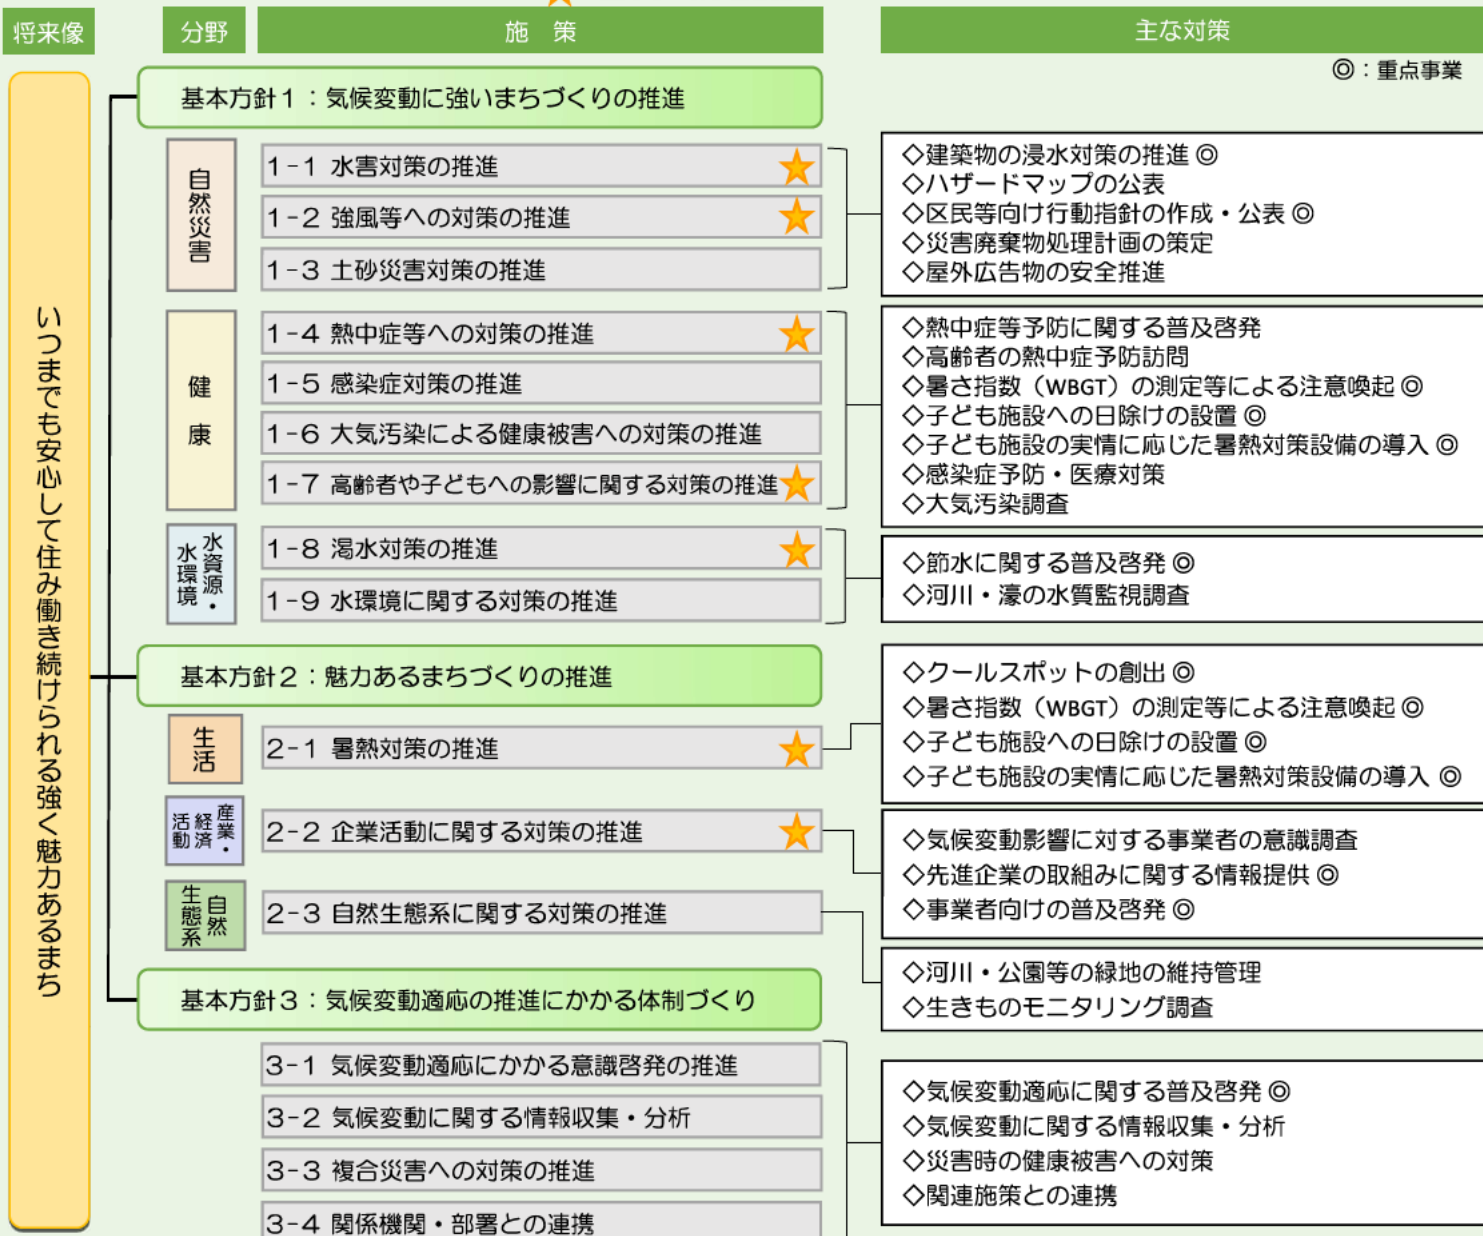 将来像
分野
施 策
主な対策
◎：重点事業
いつまでも安心して住み働き続けられる強く魅力あるまち
基本方針１：気候変動に強いまちづくりの推進
自然災害
1-1 水害対策の推進
1-2 強風等への対策の推進
1-3 土砂災害対策の推進
◇建築物の浸水対策の推進◎
◇ハザードマップの公表
◇区民等向け行動指針の作成・公表◎
◇災害廃棄物処理計画の策定
◇屋外広告物の安全推進
健康
1-4 熱中症等への対策の推進
1-5 感染症対策の推進
1-6 大気汚染による健康被害への対策の推進
1-7 高齢者や子どもへの影響に関する対策の推進
◇熱中症等予防に関する普及啓発
◇高齢者の熱中症予防訪問
◇暑さ指数（WBGT）の測定等による注意喚起◎
◇子ども施設への日除けの設置◎
◇子ども施設の実情に応じた暑熱対策設備の導入◎
◇感染症予防・医療対策
◇大気汚染調査
水資源・
水環境
1-8 渇水対策の推進
1-9 水環境に関する対策の推進
◇節水に関する普及啓発◎
◇河川・濠の水質監視調査
基本方針２：魅力あるまちづくりの推進
生活
2-1 暑熱対策の推進
◇クールスポットの創出◎
◇暑さ指数（WBGT）の測定等による注意喚起◎
◇子ども施設への日除けの設置◎
◇子ども施設の実情に応じた暑熱対策設備の導入◎
産業・
経済
活動
2-2 企業活動に関する対策の推進
◇気候変動影響に対する事業者の意識調査
◇先進企業の取組みに関する情報提供◎
◇事業者向けの普及啓発◎
自然
生態系
2-3 自然生態系に関する対策の推進
◇河川・公園等の緑地の維持管理
◇生きものモニタリング調査
基本方針３：気候変動適応の推進にかかる体制づくり
3-1 気候変動適応にかかる意識啓発の推進
3-2 気候変動に関する情報収集・分析
3-3 複合災害への対策の推進
3-4 関係機関・部署との連携
◇気候変動適応に関する普及啓発◎
◇気候変動に関する情報収集・分析
◇災害時の健康被害への対策
◇関連施策との連携